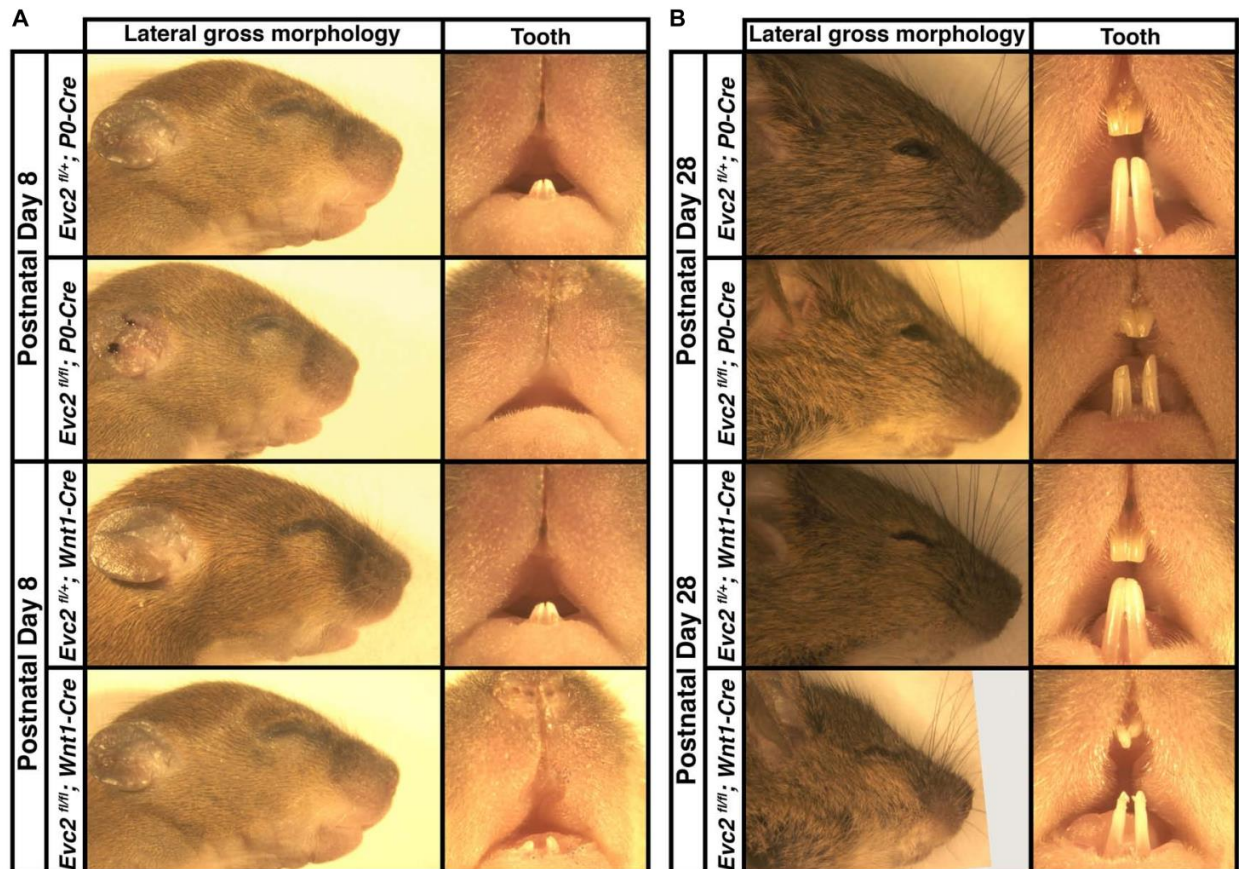 A
Lateral gross morphology
Tooth
Postnatal Day 8
Evc2 fl/+; P0-Cre
Evc2 fl/fl; P0-Cre
Postnatal Day 8
Evc2 fl/+; Wnt1-Cre
Evc2 fl/fl; Wnt1-Cre
B
Lateral gross morphology
Tooth
Postnatal Day 28
Evc2 fl/+; P0-Cre
Evc2 fl/fl; P0-Cre
Postnatal Day 28
Evc2 fl/+; Wnt1-Cre
Evc2 fl/fl; Wnt1-Cre